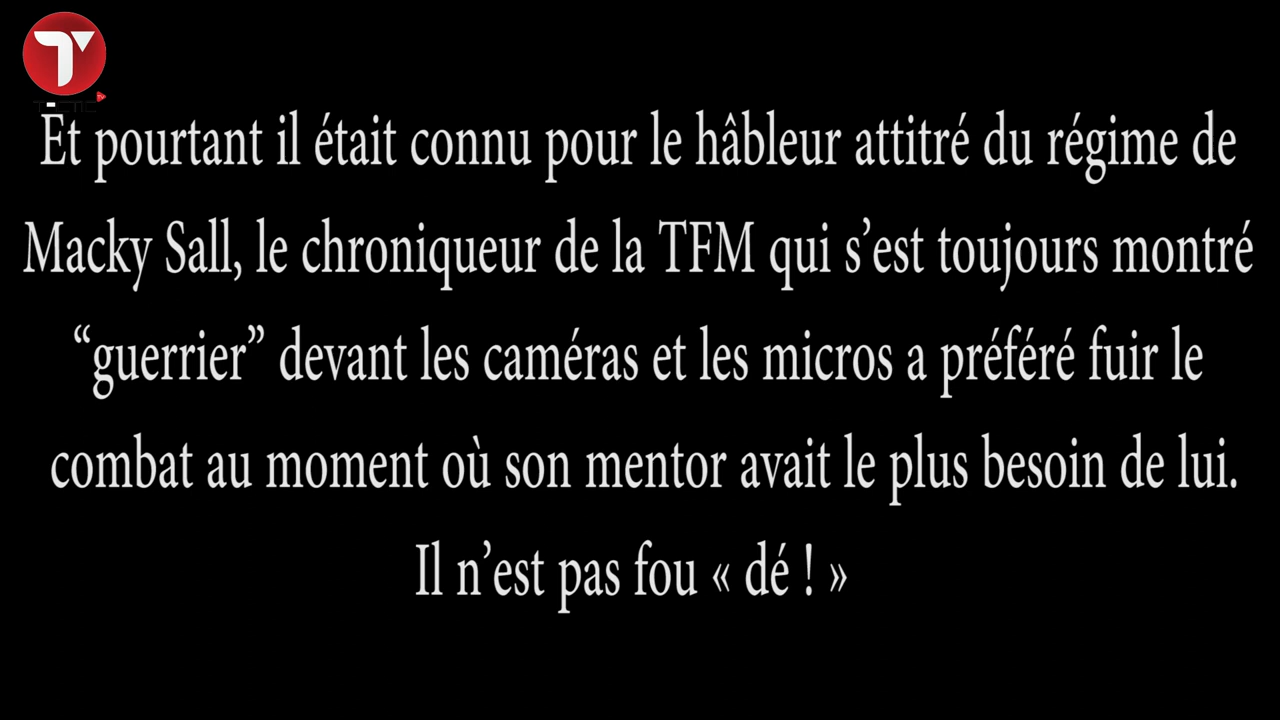 Et pourtant il était connu pour le hâbleur attitré du régime de
Macky Sall, le chroniqueur de la TFM qui s’est toujours montré
“guerrier” devant les caméras et les micros a préféré fuir le
combat au moment où son mentor avait le plus besoin de lui.
Il n’est pas fou « dé ! »